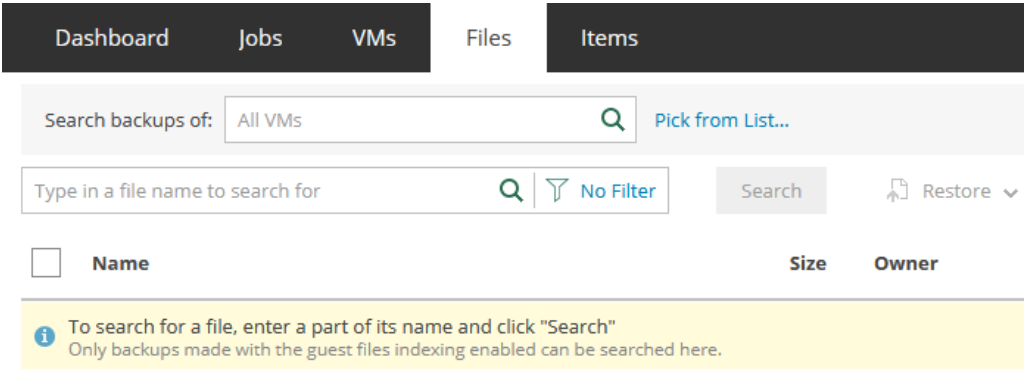 Dashboard Jobs VMs Files Items
Search backups of: All VMs Pick from List...
Type in a file name to search for No Filter Search Restore
Name Size Owner
To search for a file, enter a part of its name and click "Search"
Only backups made with the guest files indexing enabled can be searched here.